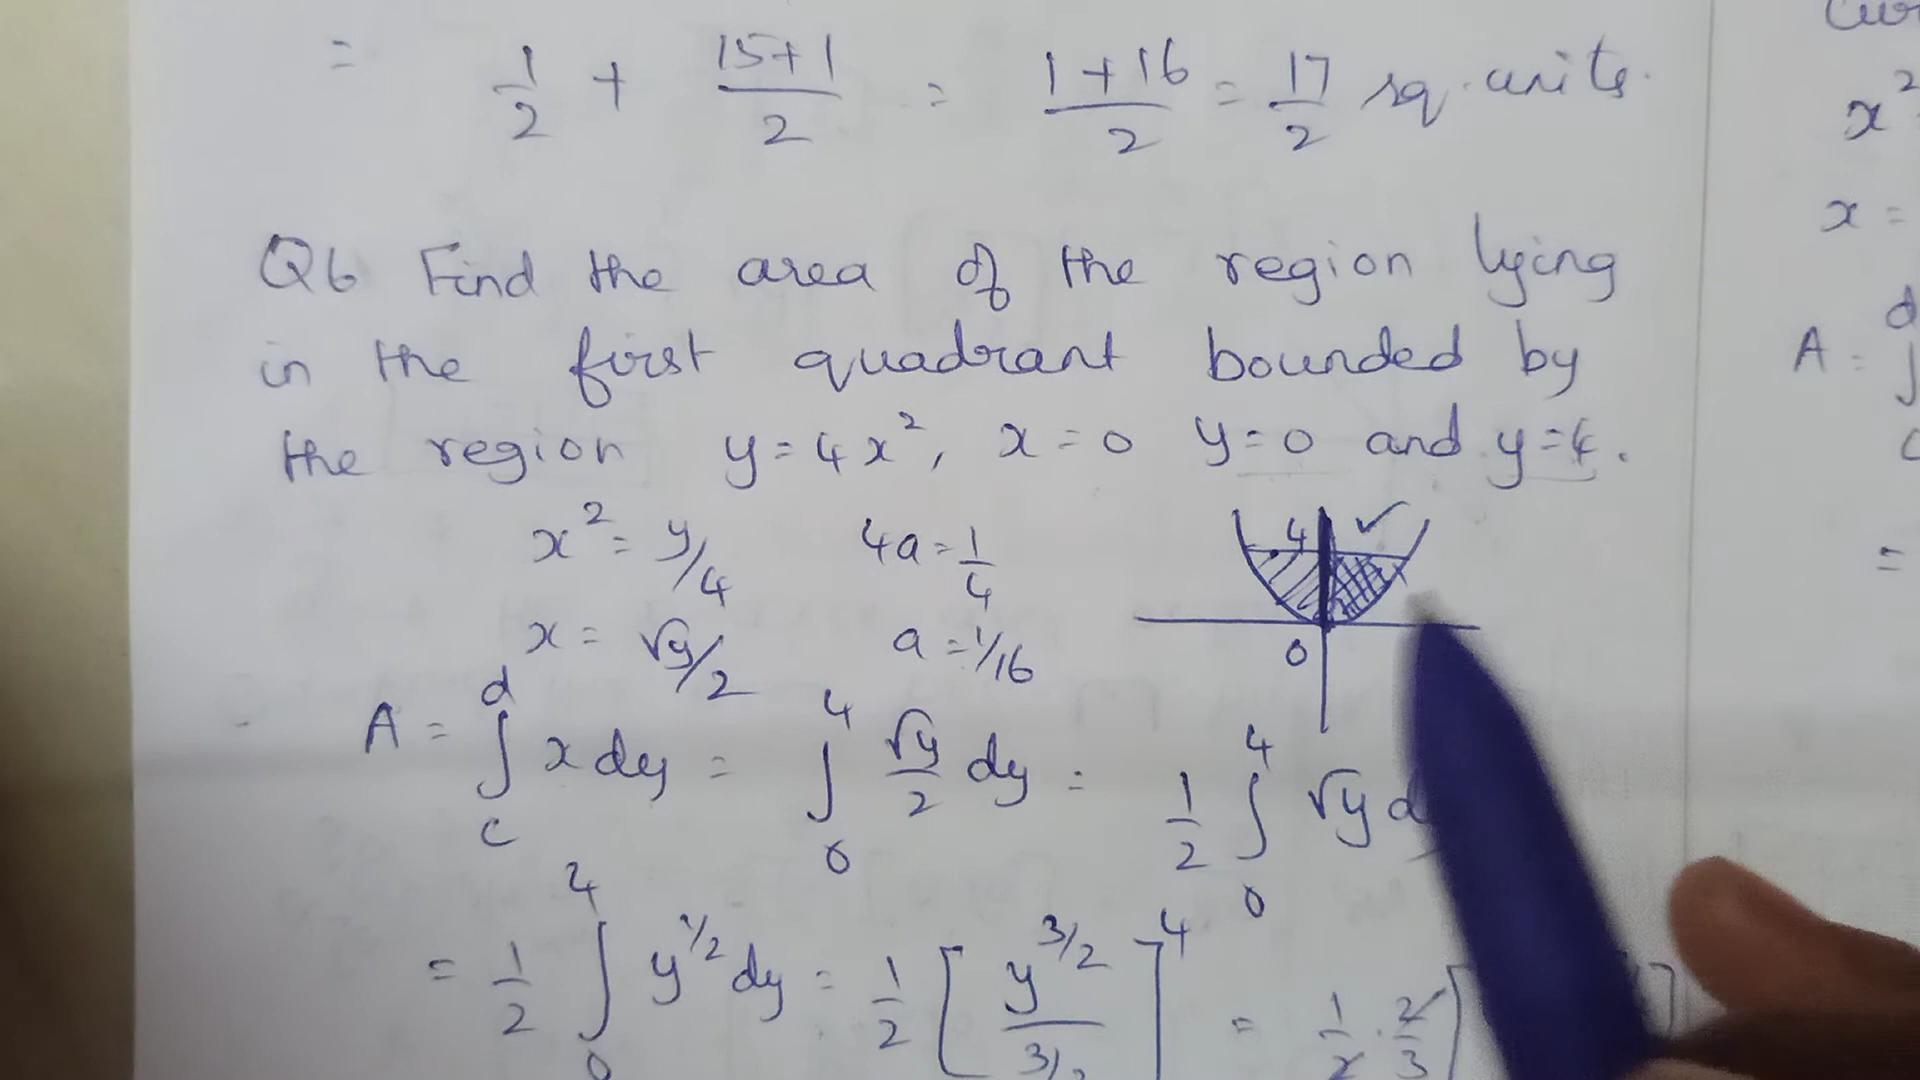 = 1/2 + (15+1)/2 = (1+16)/2 = 17/2 sq. units.
Q6 Find the area of the region lying
in the first quadrant bounded by
the region y = 4x², x = 0 y = 0 and y = 4.
x² = y/4 4a = 1/4
x = √y/2 a = 1/16
4
0
A = ∫_c^d x dy = ∫_0^4 √y/2 dy = 1/2 ∫_0^4 √y d
= 1/2 ∫_0^4 y^(1/2) dy = 1/2 [y^(3/2) / (3/2)]^4 = 1/2 · 2/3 [
x²
x =
A = ∫_c^d
=